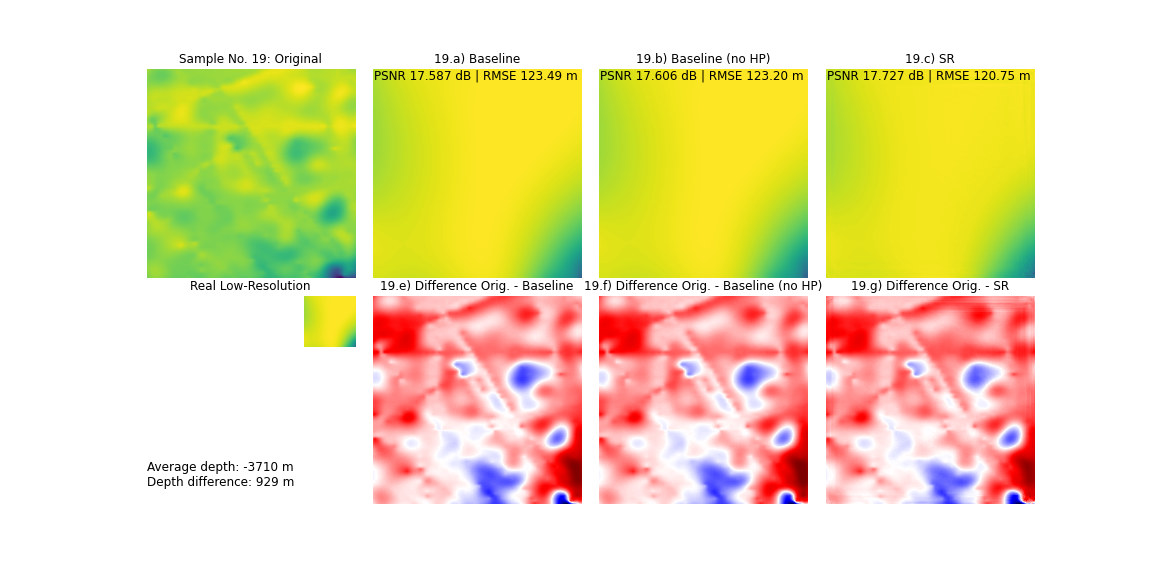 Sample No. 19: Original
19.a) Baseline
19.b) Baseline (no HP)
19.c) SR
PSNR 17.587 dB | RMSE 123.49 m
PSNR 17.606 dB | RMSE 123.20 m
PSNR 17.727 dB | RMSE 120.75 m
Real Low-Resolution
19.e) Difference Orig. - Baseline
19.f) Difference Orig. - Baseline (no HP)
19.g) Difference Orig. - SR
Average depth: -3710 m
Depth difference: 929 m